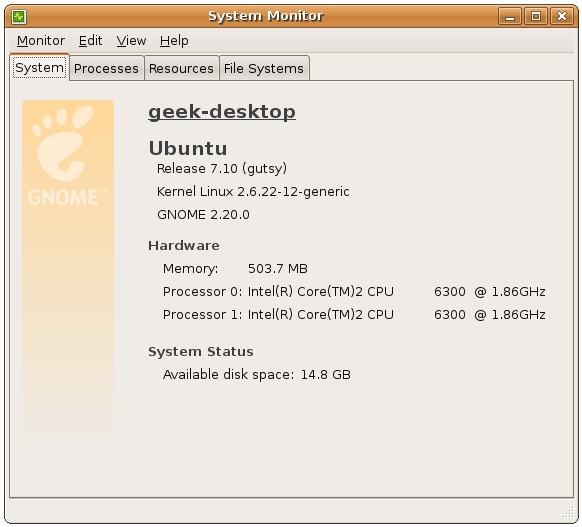 System Monitor
Monitor Edit View Help
System Processes Resources File Systems
geek-desktop
GNOME™
Ubuntu
Release 7.10 (gutsy)
Kernel Linux 2.6.22-12-generic
GNOME 2.20.0
Hardware
Memory: 503.7 MB
Processor 0: Intel(R) Core(TM)2 CPU 6300 @ 1.86GHz
Processor 1: Intel(R) Core(TM)2 CPU 6300 @ 1.86GHz
System Status
Available disk space: 14.8 GB